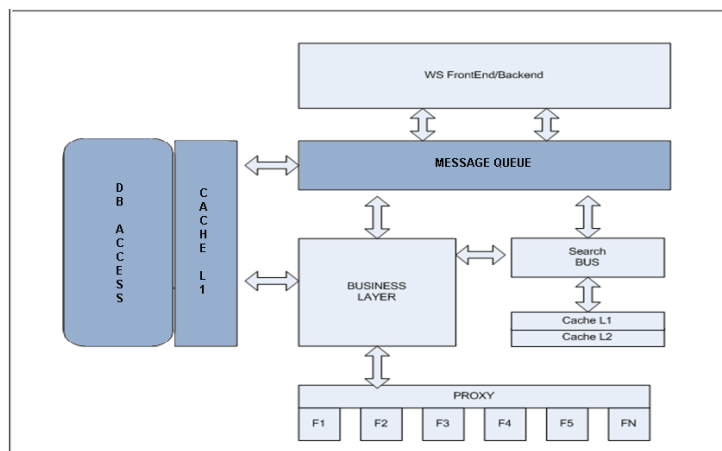 WS FrontEnd/Backend
MESSAGE QUEUE
DB ACCESS
CACHE L1
BUSINESS
LAYER
Search
BUS
Cache L1
Cache L2
PROXY
F1
F2
F3
F4
F5
FN